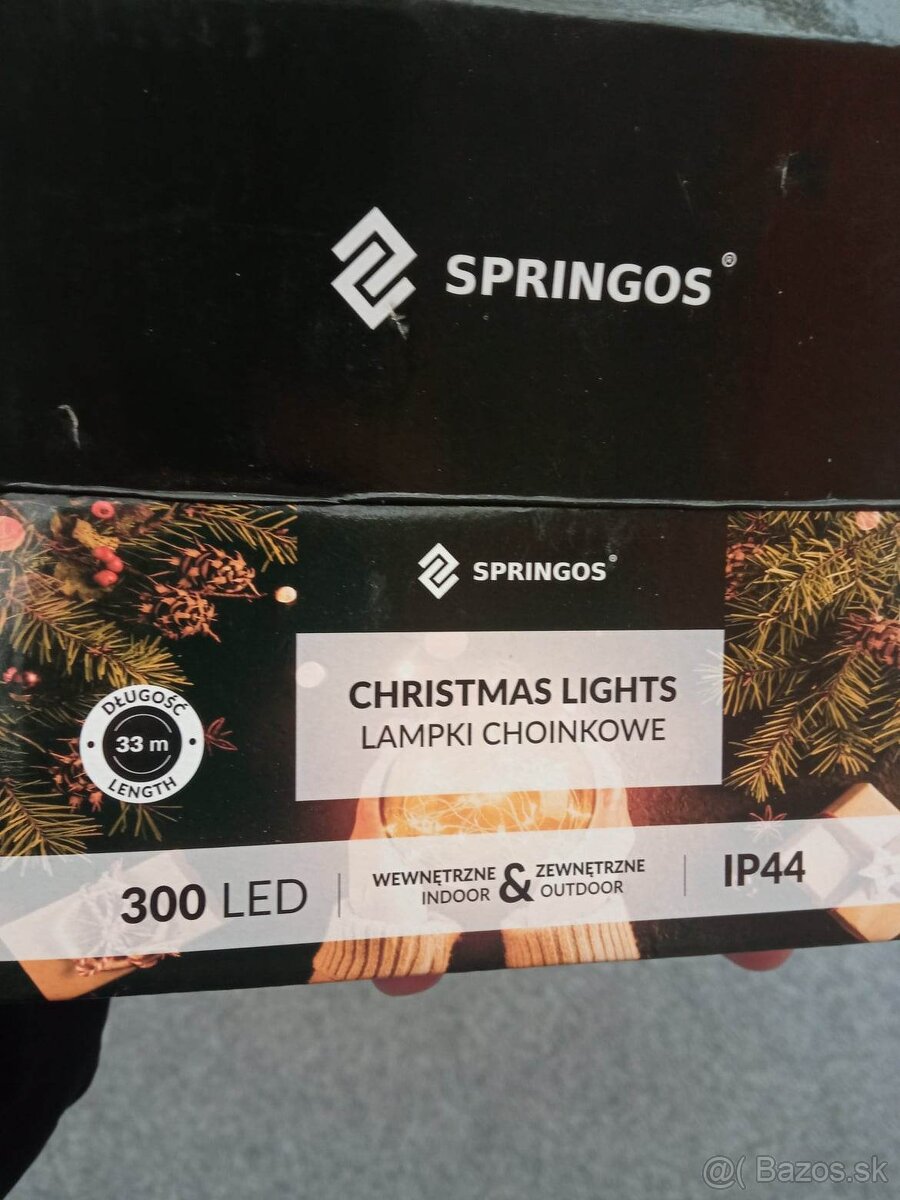 SPRINGOS®
SPRINGOS®
CHRISTMAS LIGHTS
LAMPKI CHOINKOWE
DŁUGOŚĆ
33 m
LENGTH
300 LED
WEWNĘTRZNE & ZEWNĘTRZNE
INDOOR OUTDOOR
IP44
@( Bazos.sk